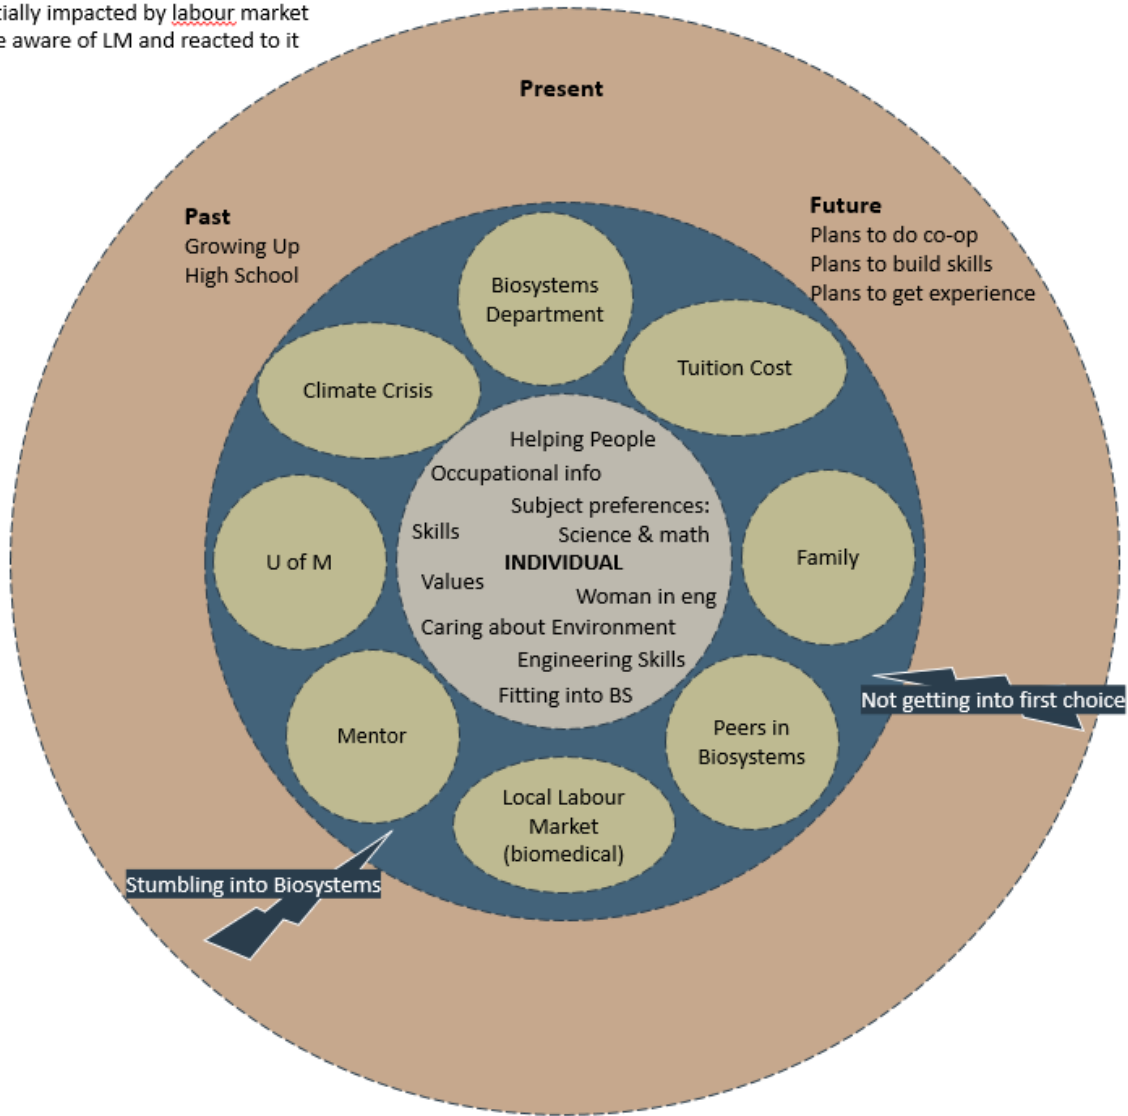 tially impacted by labour market
e aware of LM and reacted to it
Present
Past
Growing Up
High School
Future
Plans to do co-op
Plans to build skills
Plans to get experience
Biosystems
Department
Tuition Cost
Climate Crisis
Helping People
Occupational info
Subject preferences:
Science & math
Skills
INDIVIDUAL
Values
Woman in eng
Caring about Environment
Engineering Skills
Fitting into BS
U of M
Family
Mentor
Peers in
Biosystems
Local Labour
Market
(biomedical)
Not getting into first choice
Stumbling into Biosystems